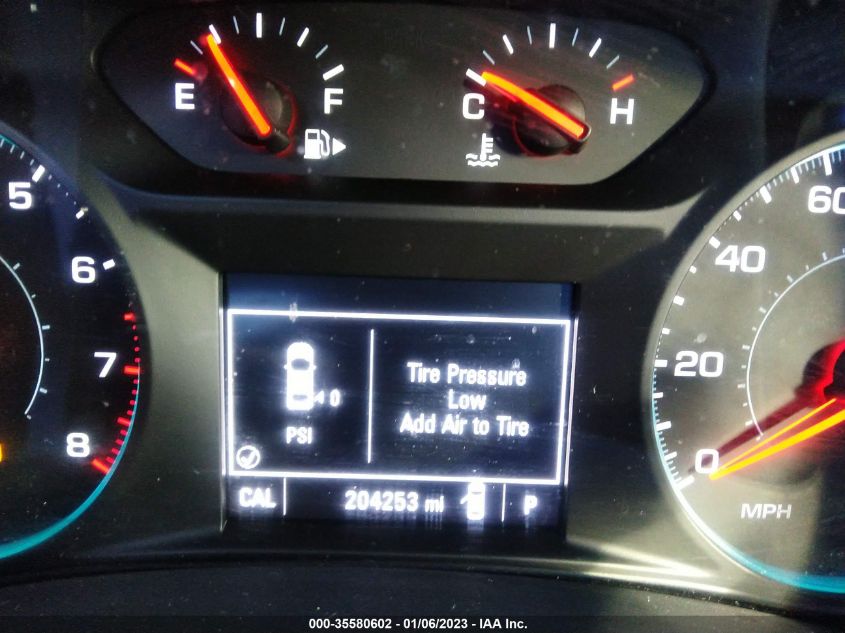 E F
C H
5
6
7
8
60
40
20
0
MPH
0
PSI
Tire Pressure
Low
Add Air to Tire
CAL 204253 mi P
000-35580602 - 01/06/2023 - IAA Inc.